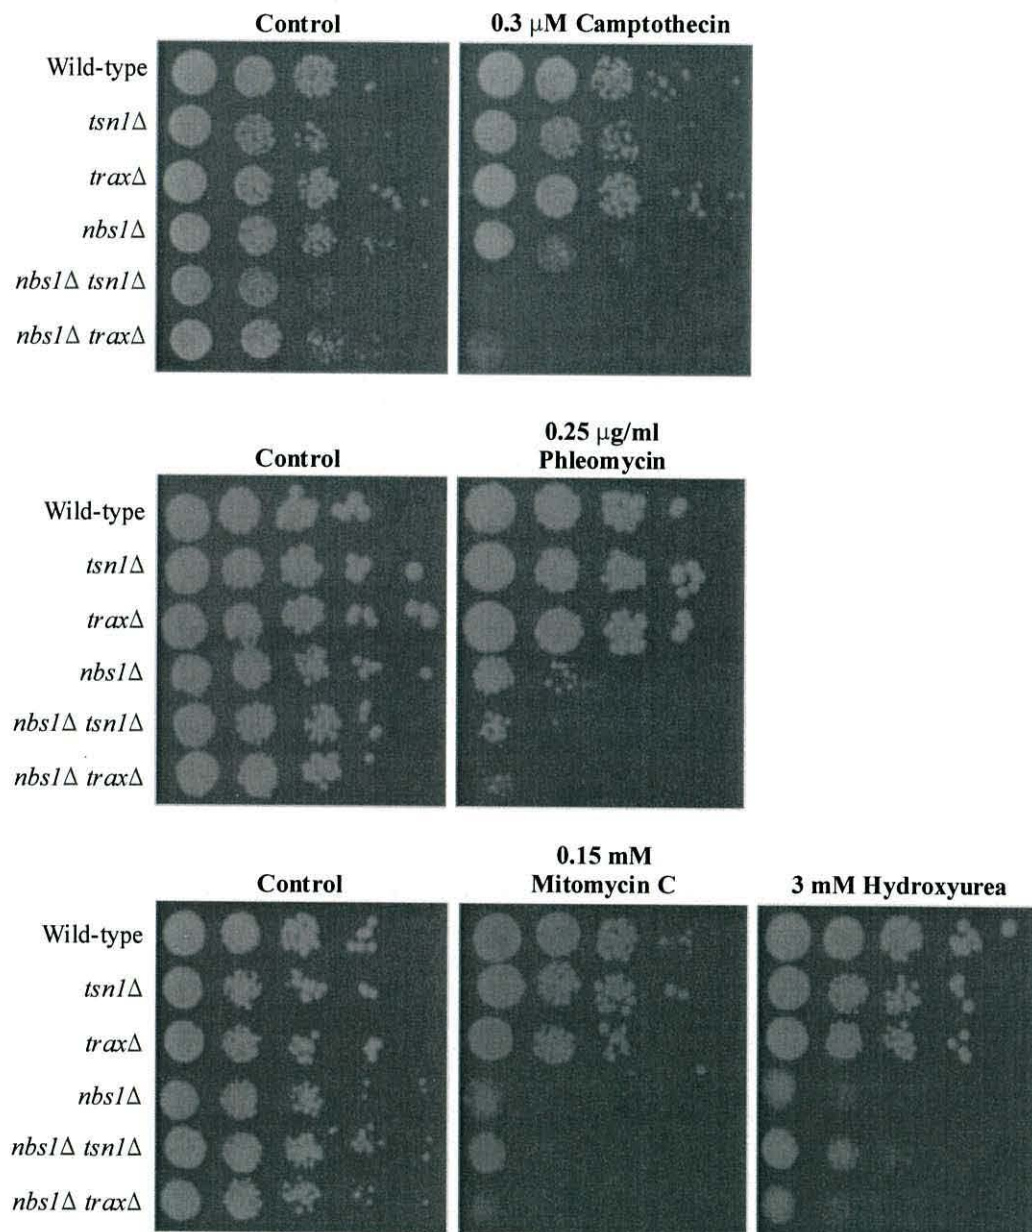 Control 0.3 μM Camptothecin
Wild-type
tsn1Δ
traxΔ
nbs1Δ
nbs1Δ tsn1Δ
nbs1Δ traxΔ
0.25 μg/ml
Control Phleomycin
Wild-type
tsn1Δ
traxΔ
nbs1Δ
nbs1Δ tsn1Δ
nbs1Δ traxΔ
0.15 mM
Control Mitomycin C 3 mM Hydroxyurea
Wild-type
tsn1Δ
traxΔ
nbs1Δ
nbs1Δ tsn1Δ
nbs1Δ traxΔ